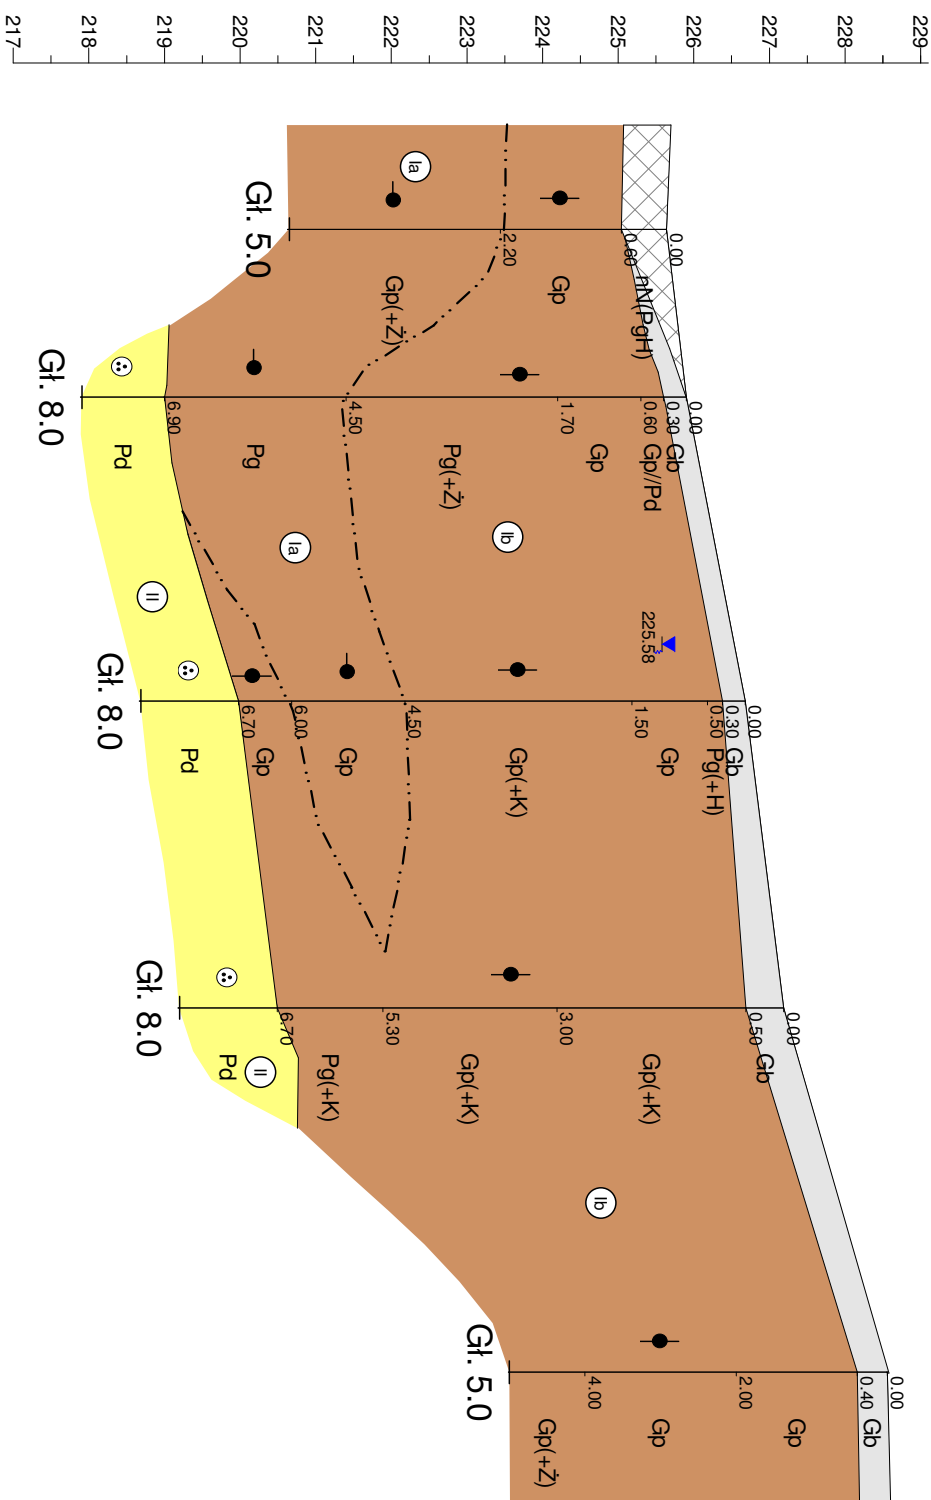 229
228
227
226
225
224
223
222
221
220
219
218
217
0.00
0.60
nN(PgH)
Gp
2.20
Gp(+Ż)
Ia
Gł. 5.0
0.00
0.30
Gb
0.60
Gp//Pd
Gp
1.70
Pg(+Ż)
4.50
Pg
6.90
Pd
Gł. 8.0
Ib
Ia
II
225.58
0.00
0.30
Gb
0.50
Pg(+H)
Gp
1.50
Gp(+K)
4.50
Gp
6.00
Gp
6.70
Pd
Gł. 8.0
0.00
0.50
Gb
Gp(+K)
3.00
Gp(+K)
5.30
Pg(+K)
6.70
II
Pd
Gł. 8.0
Ib
0.00
0.40
Gb
Gp
2.00
Gp
4.00
Gp(+Ż)
Gł. 5.0